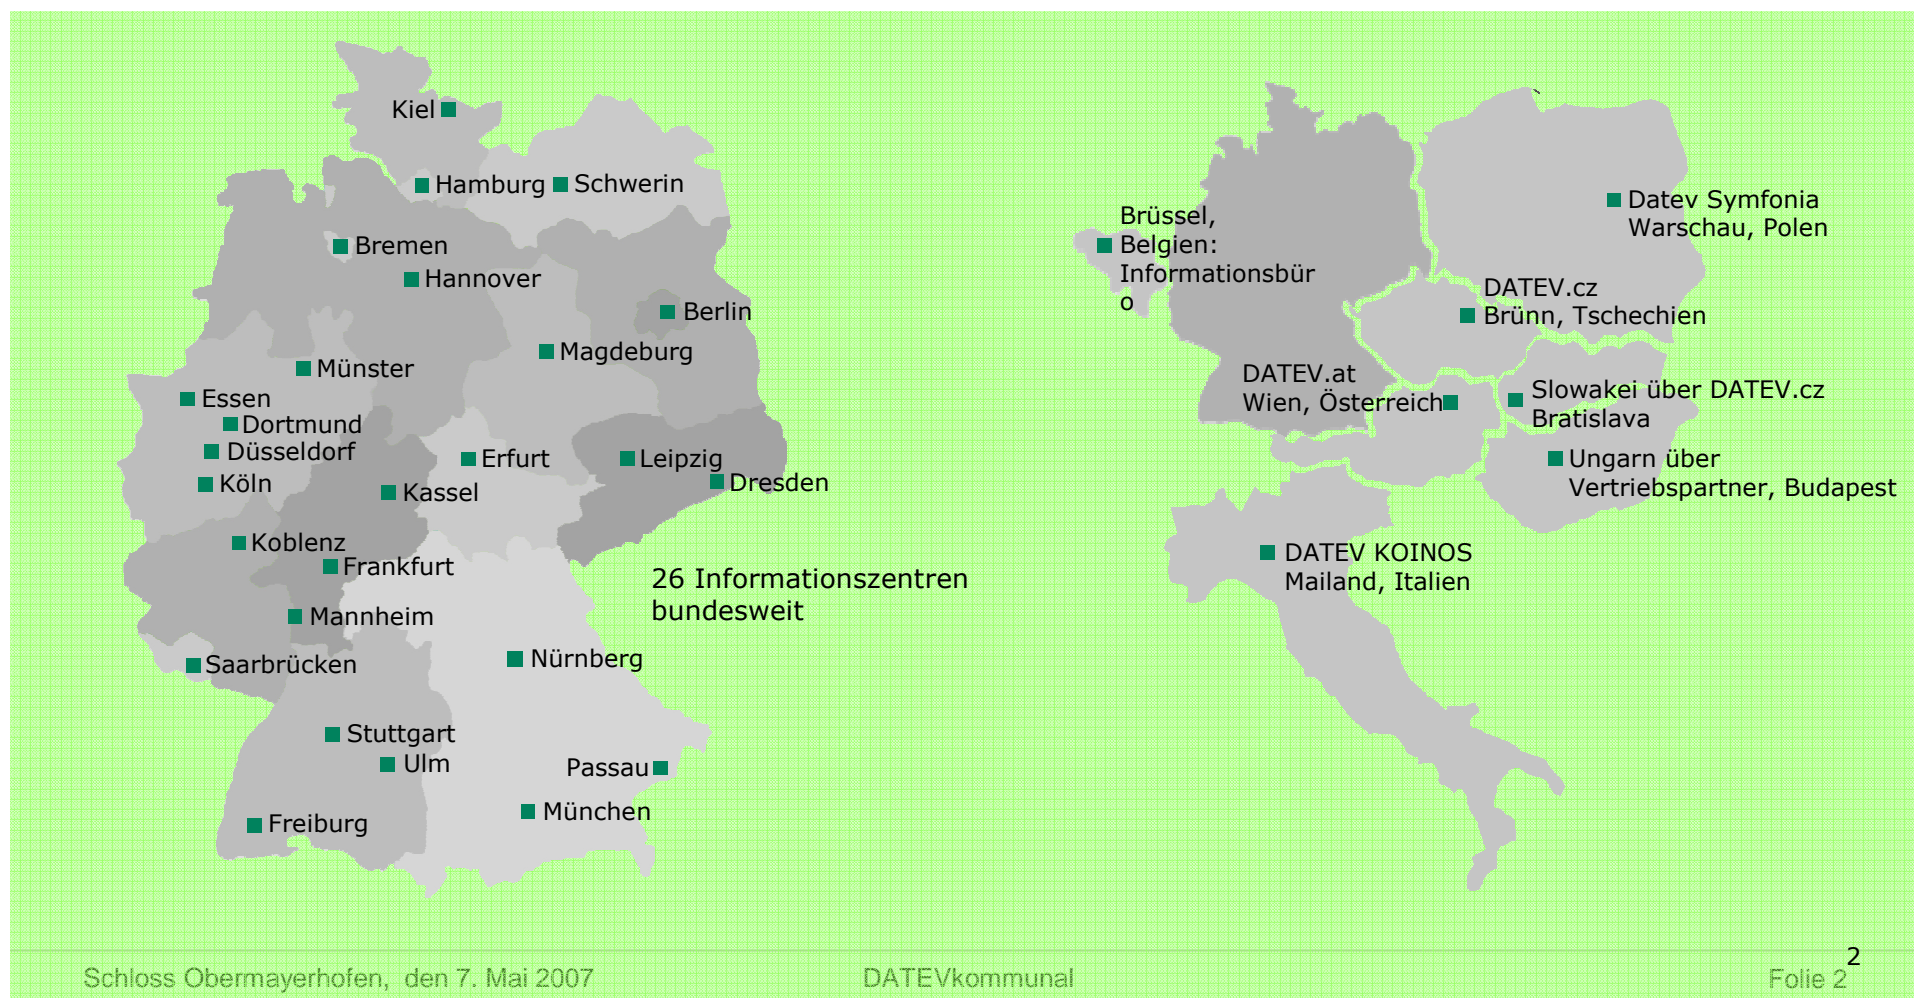 Kiel
Hamburg
Schwerin
Bremen
Hannover
Berlin
Magdeburg
Münster
Essen
Dortmund
Düsseldorf
Köln
Erfurt
Leipzig
Dresden
Kassel
Koblenz
Frankfurt
Mannheim
Saarbrücken
Nürnberg
Stuttgart
Ulm
Passau
München
Freiburg
26 Informationszentren
bundesweit
Brüssel,
Belgien:
Informationsbür
o
Datev Symfonia
Warschau, Polen
DATEV.cz
Brünn, Tschechien
DATEV.at
Wien, Österreich
Slowakei über DATEV.cz
Bratislava
Ungarn über
Vertriebspartner, Budapest
DATEV KOINOS
Mailand, Italien
2
Schloss Obermayerhofen, den 7. Mai 2007
DATEVkommunal
Folie 2